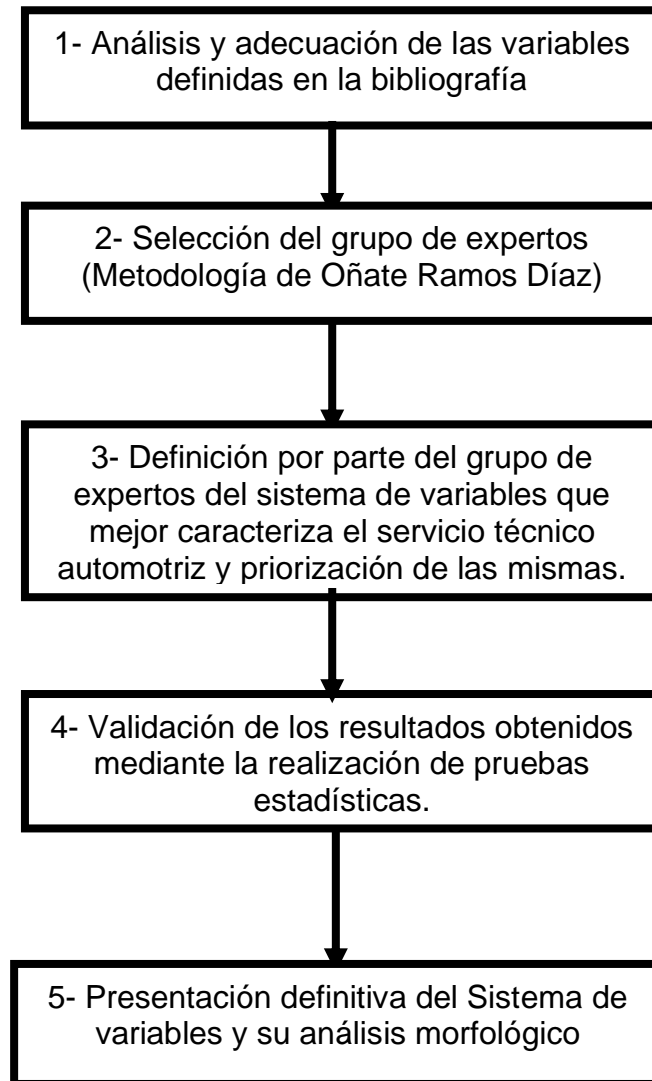 1- Análisis y adecuación de las variables
definidas en la bibliografía
2- Selección del grupo de expertos
(Metodología de Oñate Ramos Díaz)
3- Definición por parte del grupo de
expertos del sistema de variables que
mejor caracteriza el servicio técnico
automotriz y priorización de las mismas.
4- Validación de los resultados obtenidos
mediante la realización de pruebas
estadísticas.
5- Presentación definitiva del Sistema de
variables y su análisis morfológico